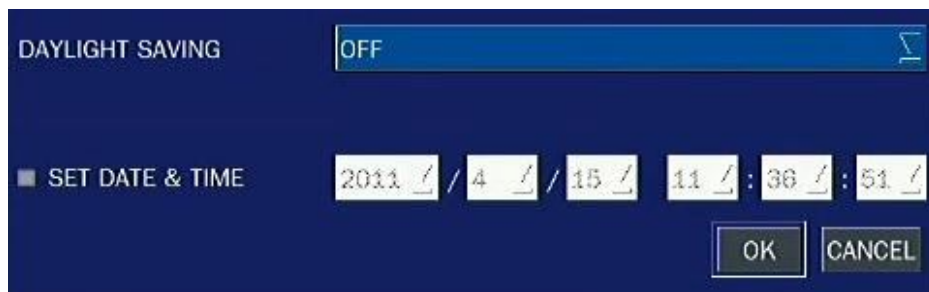 DAYLIGHT SAVING OFF
SET DATE & TIME 2011 / 4 / 15 11 : 36 : 51
OK CANCEL